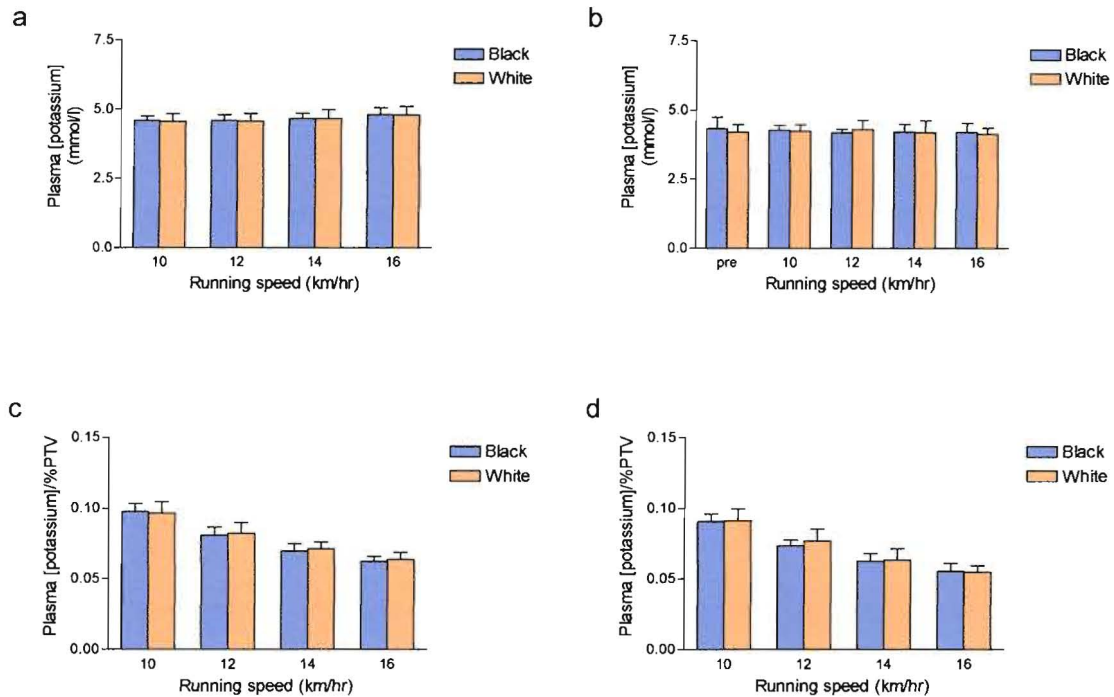 a
Plasma [potassium]
(mmol/l)
7.5
5.0
2.5
0.0
10 12 14 16
Running speed (km/hr)
Black
White
b
Plasma [potassium]
(mmol/l)
7.5
5.0
2.5
0.0
pre 10 12 14 16
Running speed (km/hr)
Black
White
c
Plasma [potassium]/%PTV
0.15
0.10
0.05
0.00
10 12 14 16
Running speed (km/hr)
Black
White
d
Plasma [potassium]/%PTV
0.15
0.10
0.05
0.00
10 12 14 16
Running speed (km/hr)
Black
White